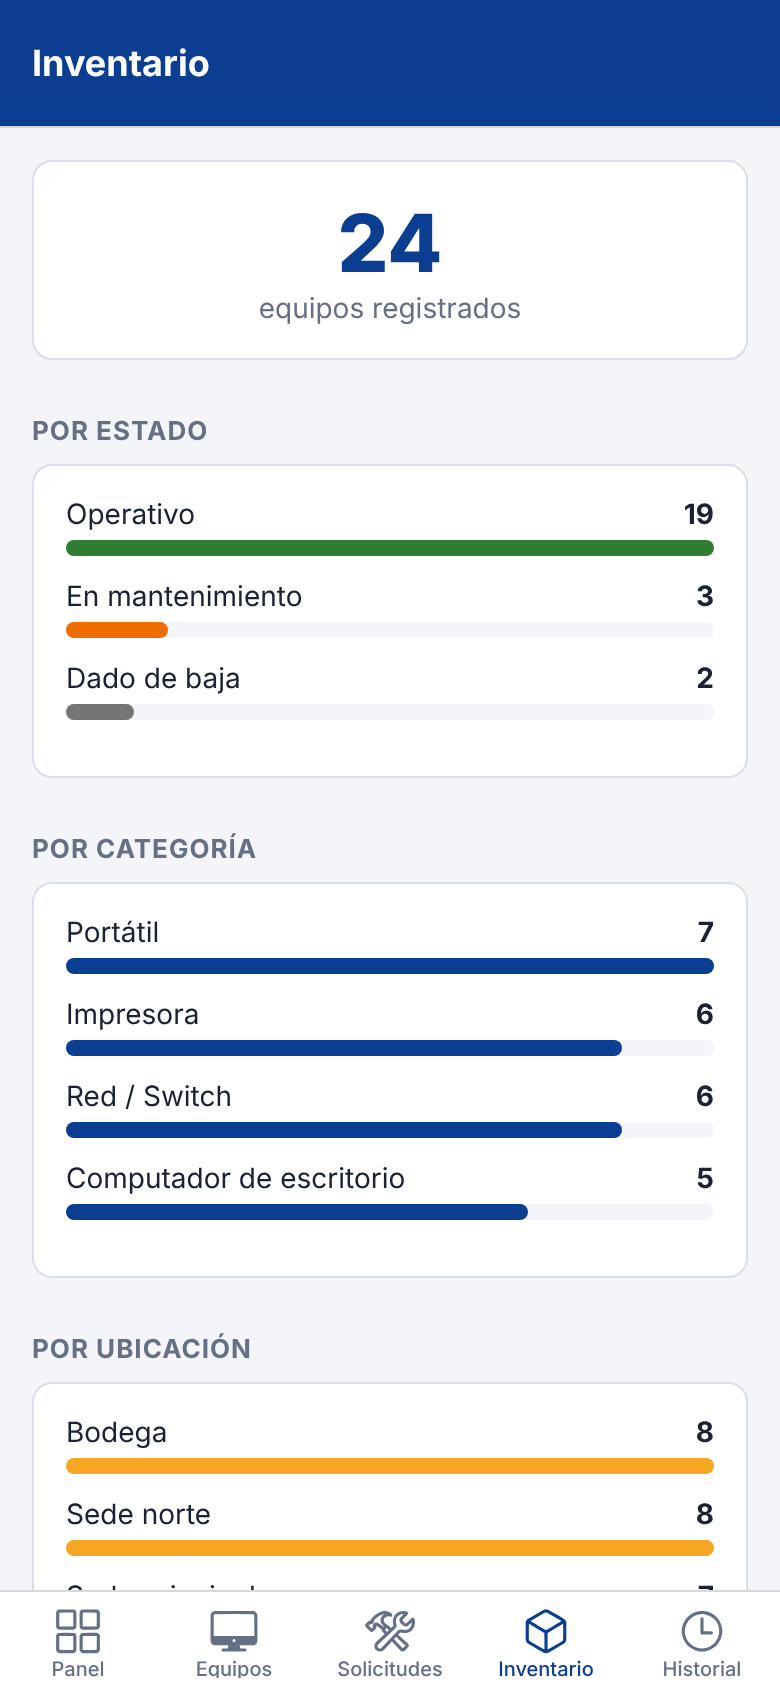 Inventario
24
equipos registrados
POR ESTADO
Operativo 19
En mantenimiento 3
Dado de baja 2
POR CATEGORÍA
Portátil 7
Impresora 6
Red / Switch 6
Computador de escritorio 5
POR UBICACIÓN
Bodega 8
Sede norte 8
Panel Equipos Solicitudes Inventario Historial